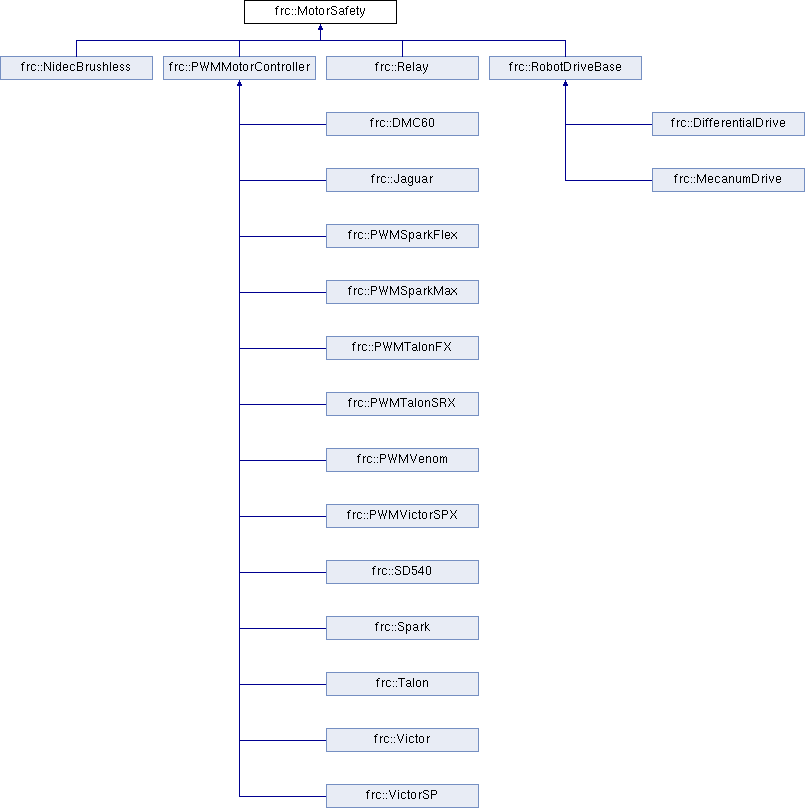 frc::MotorSafety
frc::NidecBrushless
frc::PWMMotorController
frc::Relay
frc::RobotDriveBase
frc::DMC60
frc::DifferentialDrive
frc::Jaguar
frc::MecanumDrive
frc::PWMSparkFlex
frc::PWMSparkMax
frc::PWMTalonFX
frc::PWMTalonSRX
frc::PWMVenom
frc::PWMVictorSPX
frc::SD540
frc::Spark
frc::Talon
frc::Victor
frc::VictorSP